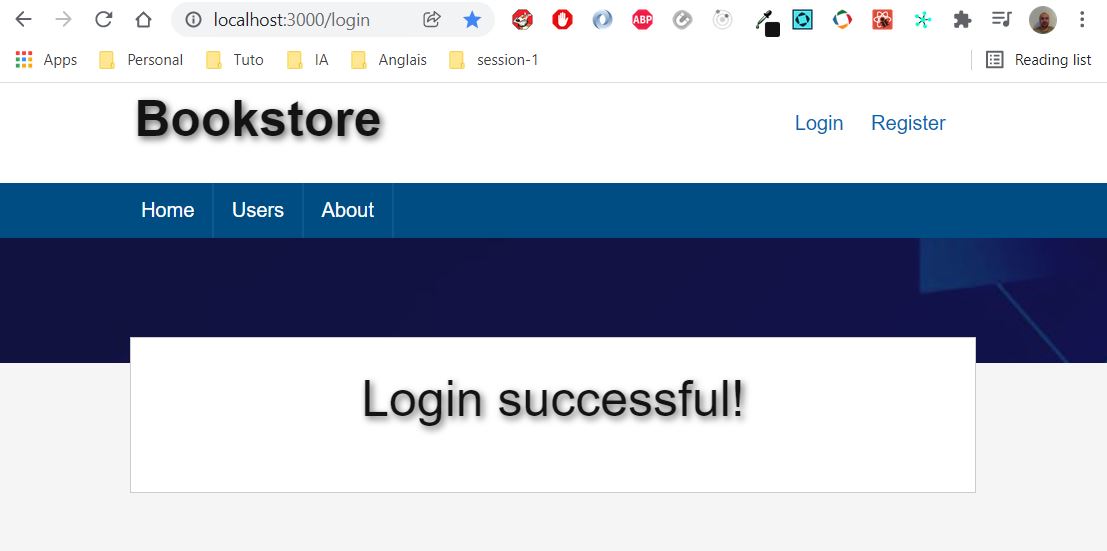 localhost:3000/login
ABP
Apps Personal Tuto IA Anglais session-1 Reading list
Bookstore
Login Register
Home Users About
Login successful!